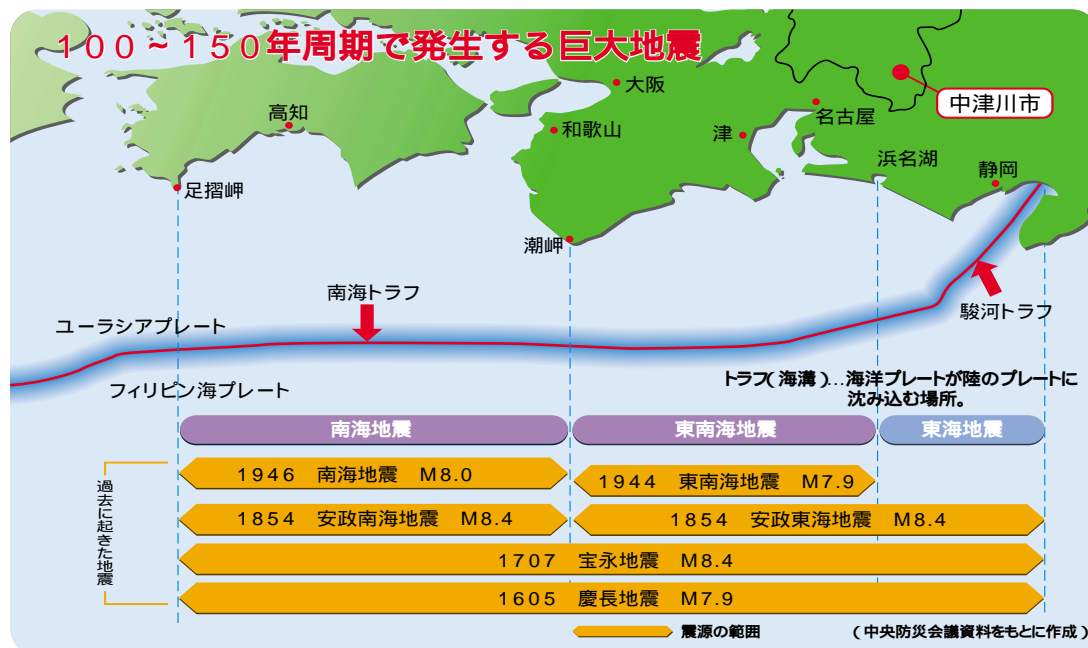 100~150年周期で発生する巨大地震
大阪
中津川市
高知
和歌山
津
名古屋
浜名湖
静岡
足摺岬
潮岬
南海トラフ
駿河トラフ
ユーラシアプレート
フィリピン海プレート
トラフ(海溝)…海洋プレートが陸のプレートに
沈み込む場所。
南海地震
東南海地震
東海地震
過去に起きた地震
1946 南海地震 M8.0
1944 東南海地震 M7.9
1854 安政南海地震 M8.4
1854 安政東海地震 M8.4
1707 宝永地震 M8.4
1605 慶長地震 M7.9
震源の範囲
(中央防災会議資料をもとに作成)